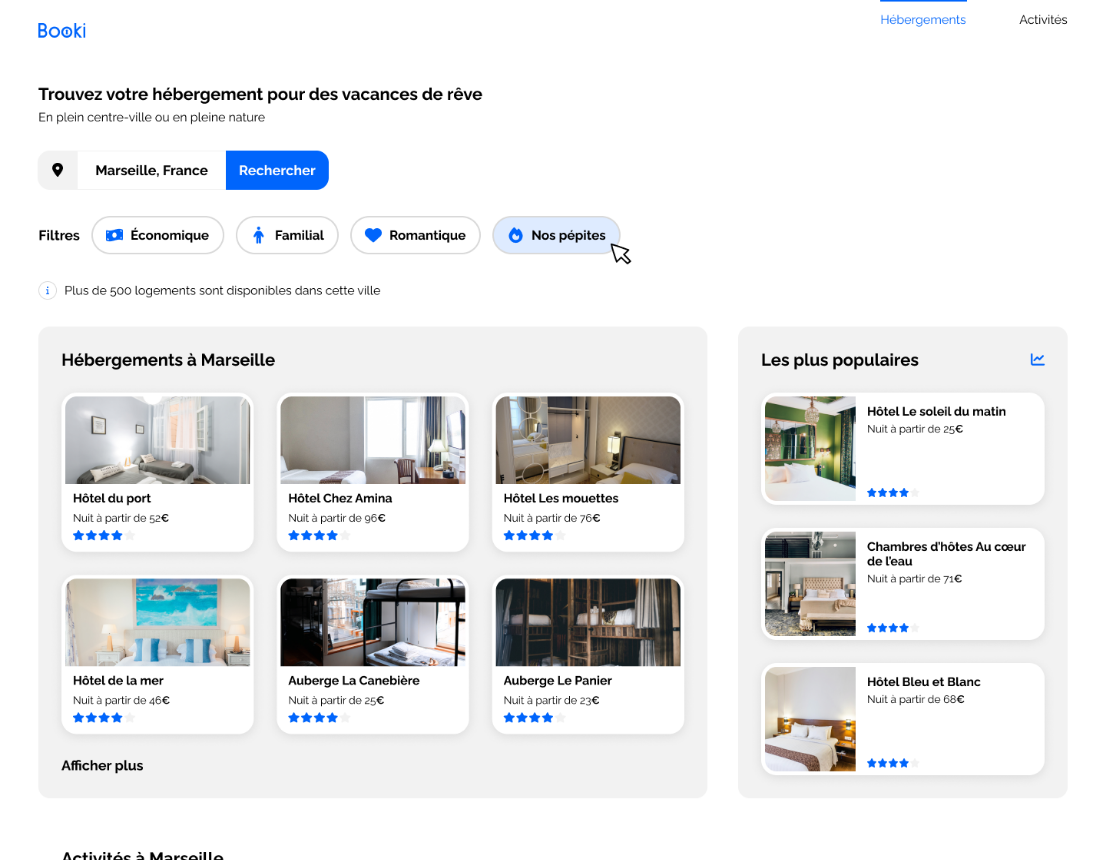 Booki
Hébergements
Activités
Trouvez votre hébergement pour des vacances de rêve
En plein centre-ville ou en pleine nature
Marseille, France
Rechercher
Filtres
Économique
Familial
Romantique
Nos pépites
Plus de 500 logements sont disponibles dans cette ville
Hébergements à Marseille
Hôtel du port
Nuit à partir de 52€
Hôtel Chez Amina
Nuit à partir de 96€
Hôtel Les mouettes
Nuit à partir de 76€
Hôtel de la mer
Nuit à partir de 46€
Auberge La Canebière
Nuit à partir de 25€
Auberge Le Panier
Nuit à partir de 23€
Afficher plus
Les plus populaires
Hôtel Le soleil du matin
Nuit à partir de 25€
Chambres d'hôtes Au cœur
de l'eau
Nuit à partir de 71€
Hôtel Bleu et Blanc
Nuit à partir de 68€
Activités à Marseille